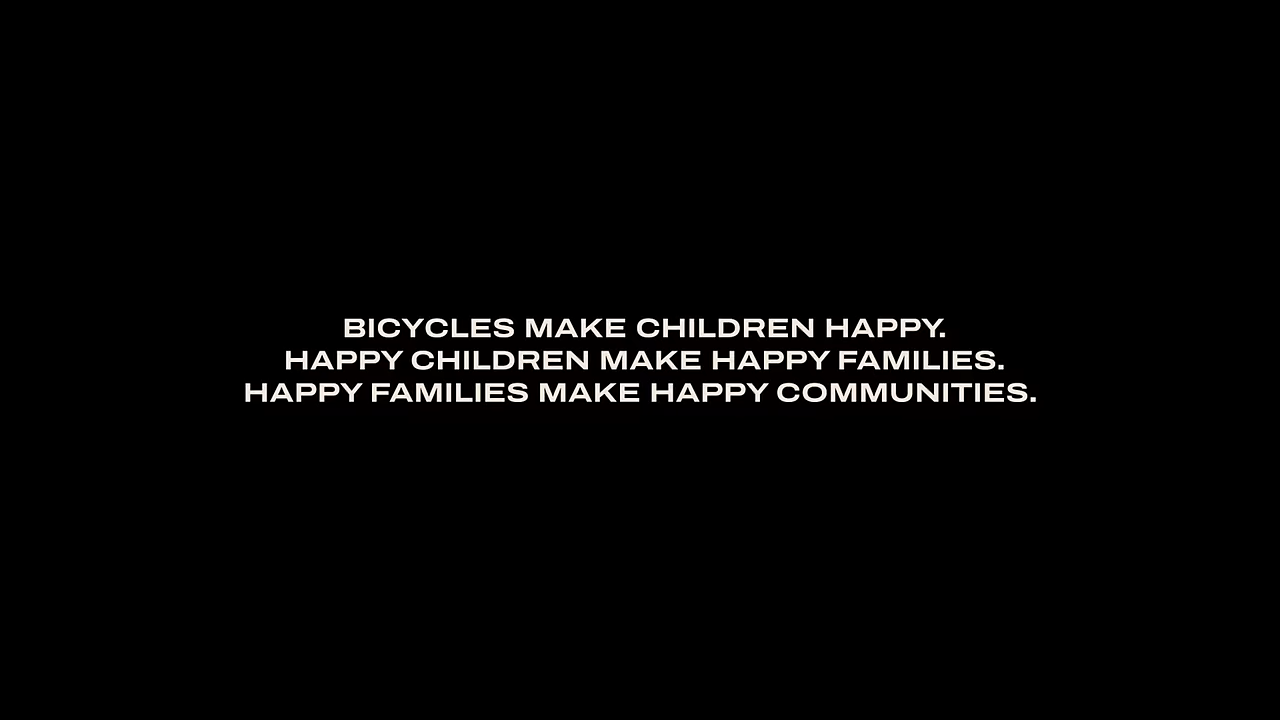 BICYCLES MAKE CHILDREN HAPPY.
HAPPY CHILDREN MAKE HAPPY FAMILIES.
HAPPY FAMILIES MAKE HAPPY COMMUNITIES.